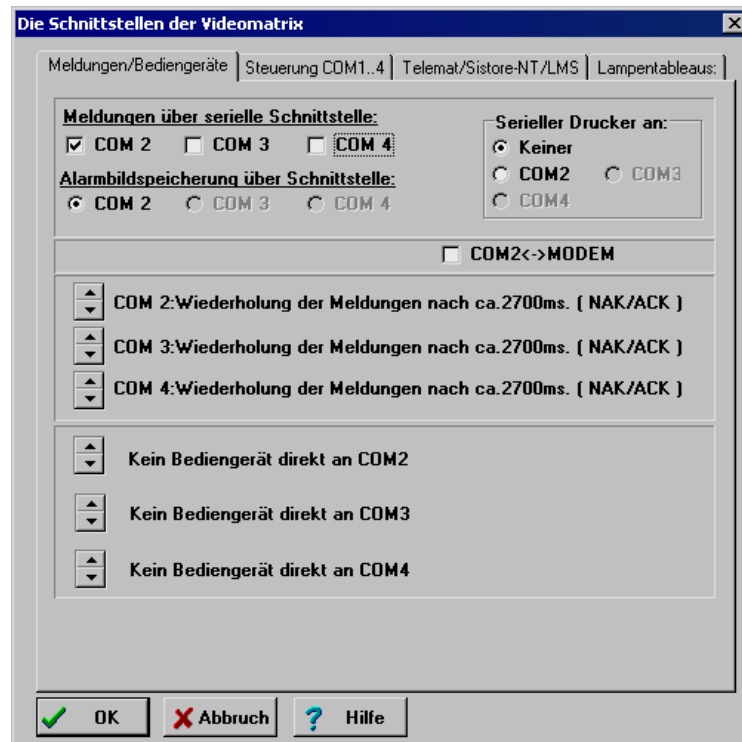 Die Schnittstellen der Videomatrix
Meldungen/Bediengeräte Steuerung COM1..4 Telemat/Sistore-NT/LMS Lampentableaus:
Meldungen über serielle Schnittstelle:
COM 2 COM 3 COM 4
Alarmbildspeicherung über Schnittstelle:
COM 2 COM 3 COM 4
Serieller Drucker an:
Keiner
COM2 COM3
COM4
COM2<->MODEM
COM 2:Wiederholung der Meldungen nach ca.2700ms. ( NAK/ACK )
COM 3:Wiederholung der Meldungen nach ca.2700ms. ( NAK/ACK )
COM 4:Wiederholung der Meldungen nach ca.2700ms. ( NAK/ACK )
Kein Bediengerät direkt an COM2
Kein Bediengerät direkt an COM3
Kein Bediengerät direkt an COM4
OK Abbruch Hilfe